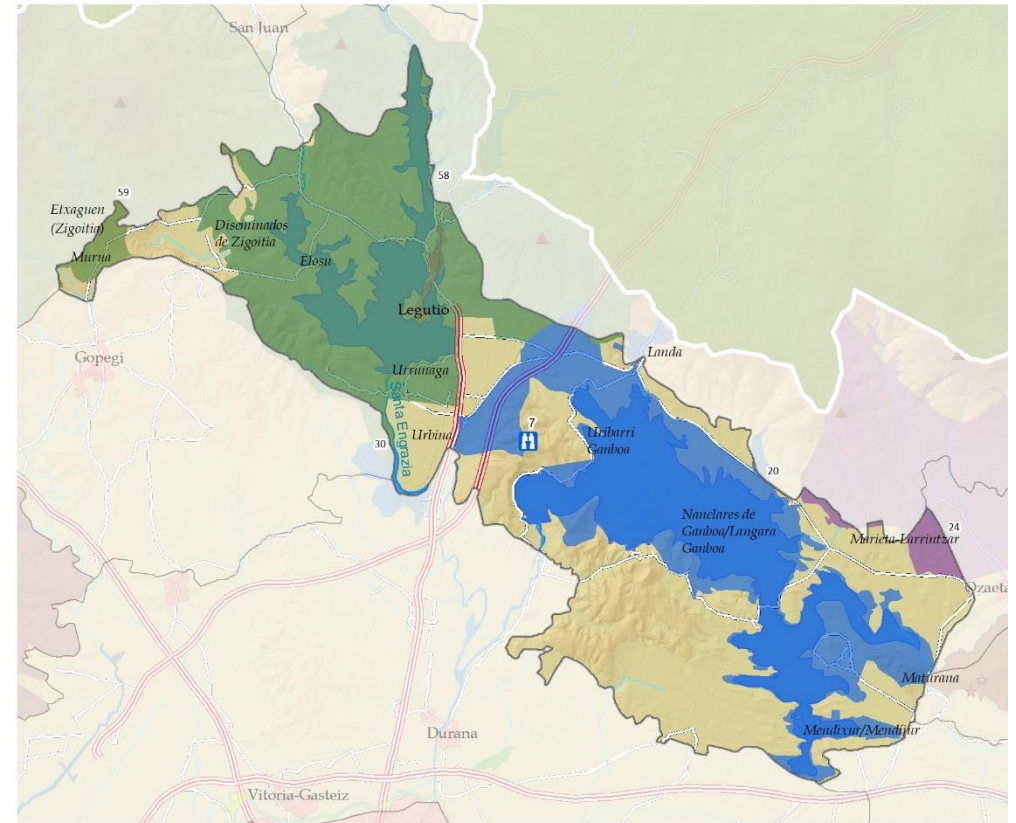 San Juan
58
59
Etxaguen
(Zigoitia)
Diseminados
de Zigoitia
Murua
Elosu
Legutio
Landa
Gopegi
Urrunaga
Santa Engrazia
7
Urbina
Uribarri
Ganboa
30
20
Nanclares de
Ganboa/Langara
Ganboa
24
Marieta-Larrintzar
Ozaeta
Maturana
Mendixur/Mendijur
Durana
Vitoria-Gasteiz